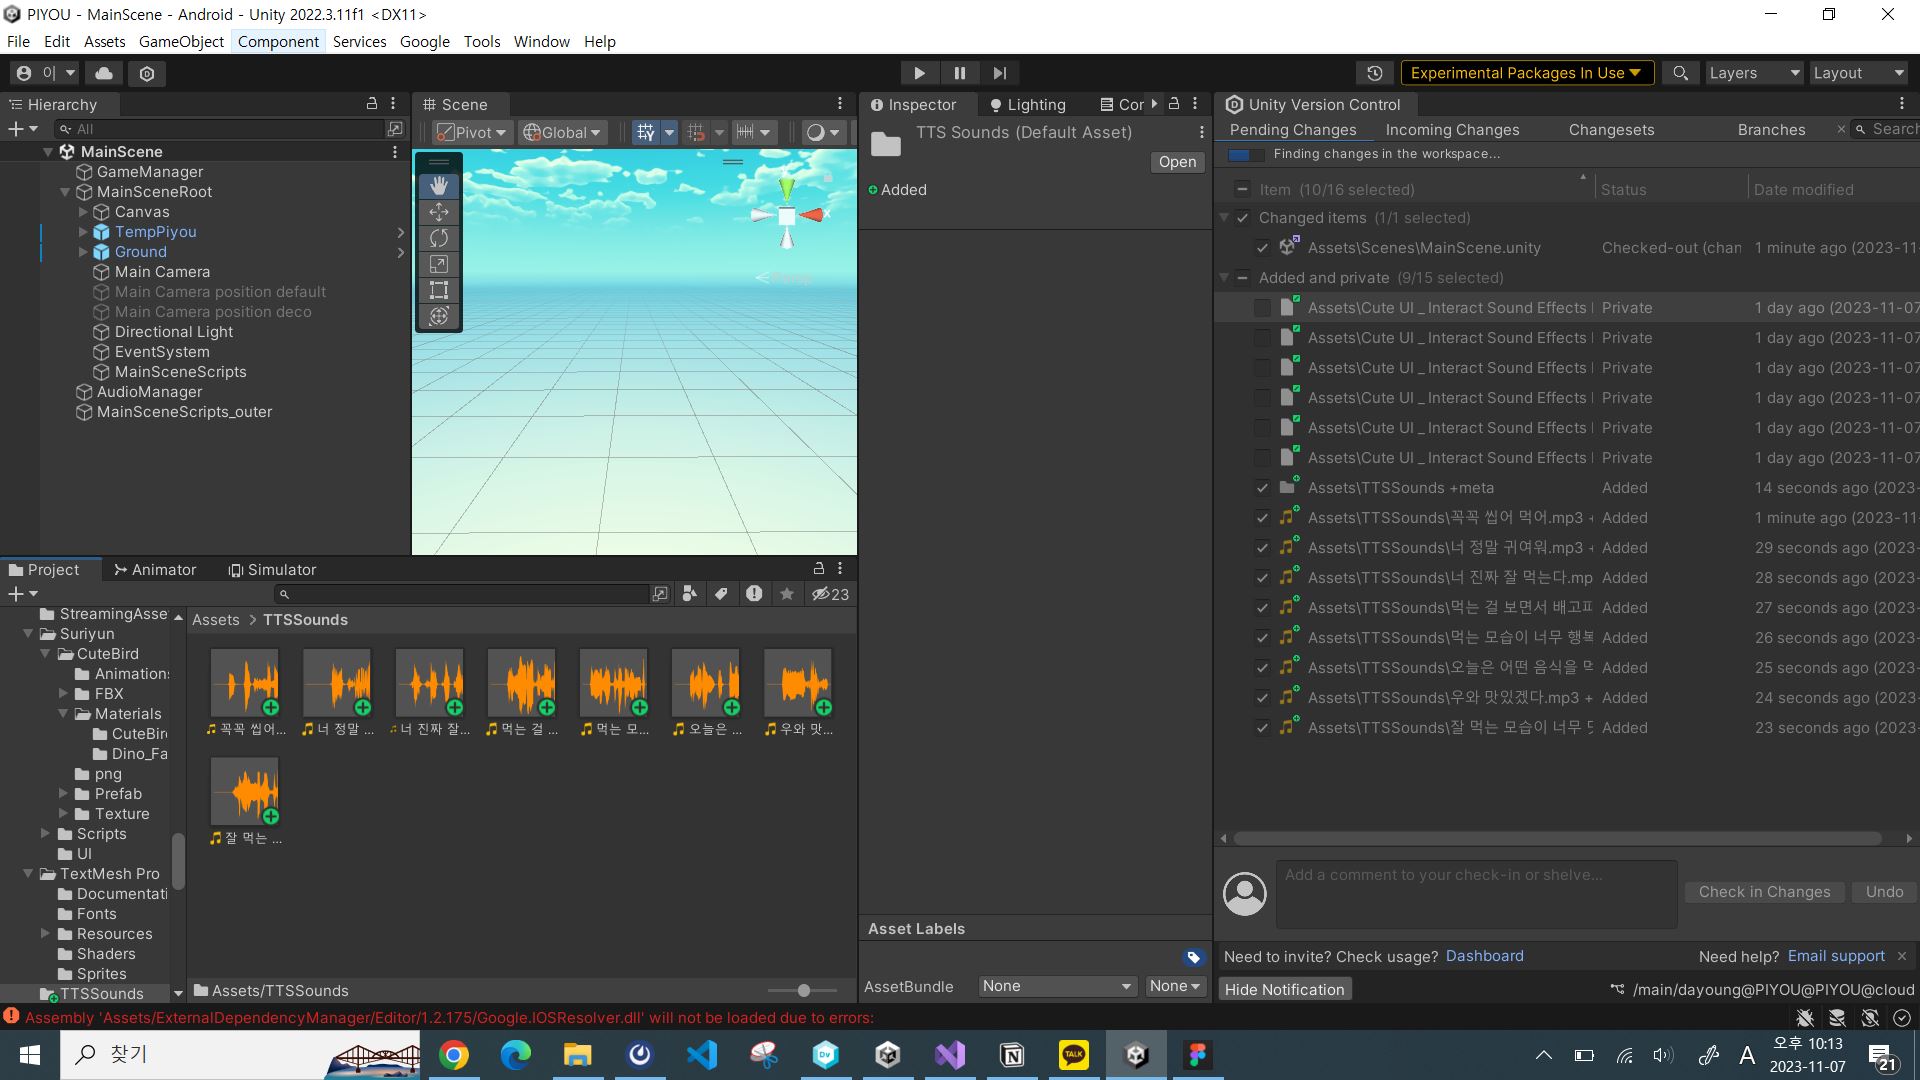 PIYOU - MainScene - Android - Unity 2022.3.11f1 <DX11>
File Edit Assets GameObject Component Services Google Tools Window Help
이
Experimental Packages In Use
Layers
Layout
Hierarchy
All
MainScene
GameManager
MainSceneRoot
Canvas
TempPiyou
Ground
Main Camera
Main Camera position default
Main Camera position deco
Directional Light
EventSystem
MainSceneScripts
AudioManager
MainSceneScripts_outer
Scene
Pivot
Global
Y
x
Persp
Inspector
Lighting
Cor
TTS Sounds (Default Asset)
Open
Added
Asset Labels
AssetBundle
None
None
Unity Version Control
Pending Changes
Incoming Changes
Changesets
Branches
Search
Finding changes in the workspace...
Item (10/16 selected)
Status
Date modified
Changed items (1/1 selected)
Assets\Scenes\MainScene.unity Checked-out (chan 1 minute ago (2023-11-
Added and private (9/15 selected)
Assets\Cute UI _ Interact Sound Effects Private 1 day ago (2023-11-07
Assets\Cute UI _ Interact Sound Effects Private 1 day ago (2023-11-07
Assets\Cute UI _ Interact Sound Effects Private 1 day ago (2023-11-07
Assets\Cute UI _ Interact Sound Effects Private 1 day ago (2023-11-07
Assets\Cute UI _ Interact Sound Effects Private 1 day ago (2023-11-07
Assets\Cute UI _ Interact Sound Effects Private 1 day ago (2023-11-07
Assets\TTSSounds +meta Added 14 seconds ago (2023-
Assets\TTSSounds\꼭꼭 씹어 먹어.mp3 + Added 1 minute ago (2023-11-
Assets\TTSSounds\너 정말 귀여워.mp3 + Added 29 seconds ago (2023-
Assets\TTSSounds\너 진짜 잘 먹는다.mp Added 28 seconds ago (2023-
Assets\TTSSounds\먹는 걸 보면서 배고파 Added 27 seconds ago (2023-
Assets\TTSSounds\먹는 모습이 너무 행복 Added 26 seconds ago (2023-
Assets\TTSSounds\오늘은 어떤 음식을 먹 Added 25 seconds ago (2023-
Assets\TTSSounds\우와 맛있겠다.mp3 + Added 24 seconds ago (2023-
Assets\TTSSounds\잘 먹는 모습이 너무 Added 23 seconds ago (2023-
Add a comment to your check-in or shelve...
Check in Changes
Undo
Need to invite? Check usage? Dashboard
Need help? Email support
Hide Notification
/main/dayoung@PIYOU@PIYOU@cloud
Project
Animator
Simulator
23
StreamingAsse
Suriyun
CuteBird
Animation
FBX
Materials
CuteBir
Dino_Fa
png
Prefab
Texture
Scripts
UI
TextMesh Pro
Documentati
Fonts
Resources
Shaders
Sprites
TTSSounds
Assets > TTSSounds
꼭꼭 씹어...
너 정말 ...
너 진짜 잘...
먹는 걸 ...
먹는 모...
오늘은 ...
우와 맛...
잘 먹는 ...
Assets/TTSSounds
Assembly 'Assets/ExternalDependencyManager/Editor/1.2.175/Google.IOSResolver.dll' will not be loaded due to errors:
찾기
Dv
TALK
A
오후 10:13
2023-11-07
21